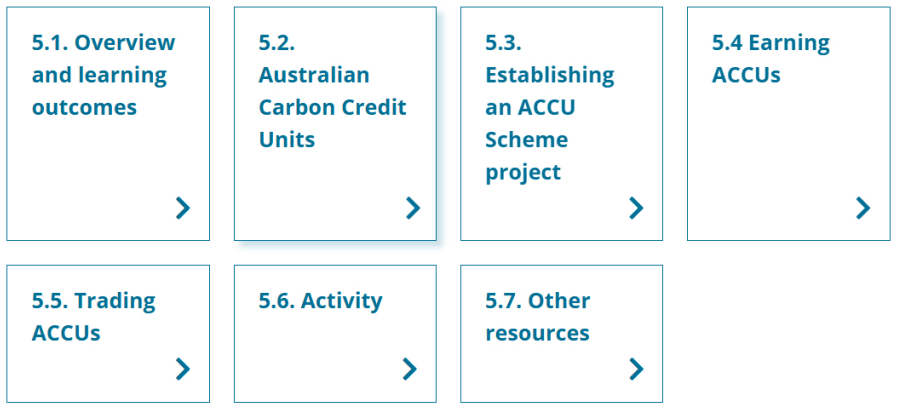 5.1. Overview
and learning
outcomes
5.2.
Australian
Carbon Credit
Units
5.3.
Establishing
an ACCU
Scheme
project
5.4 Earning
ACCUs
5.5. Trading
ACCUs
5.6. Activity
5.7. Other
resources